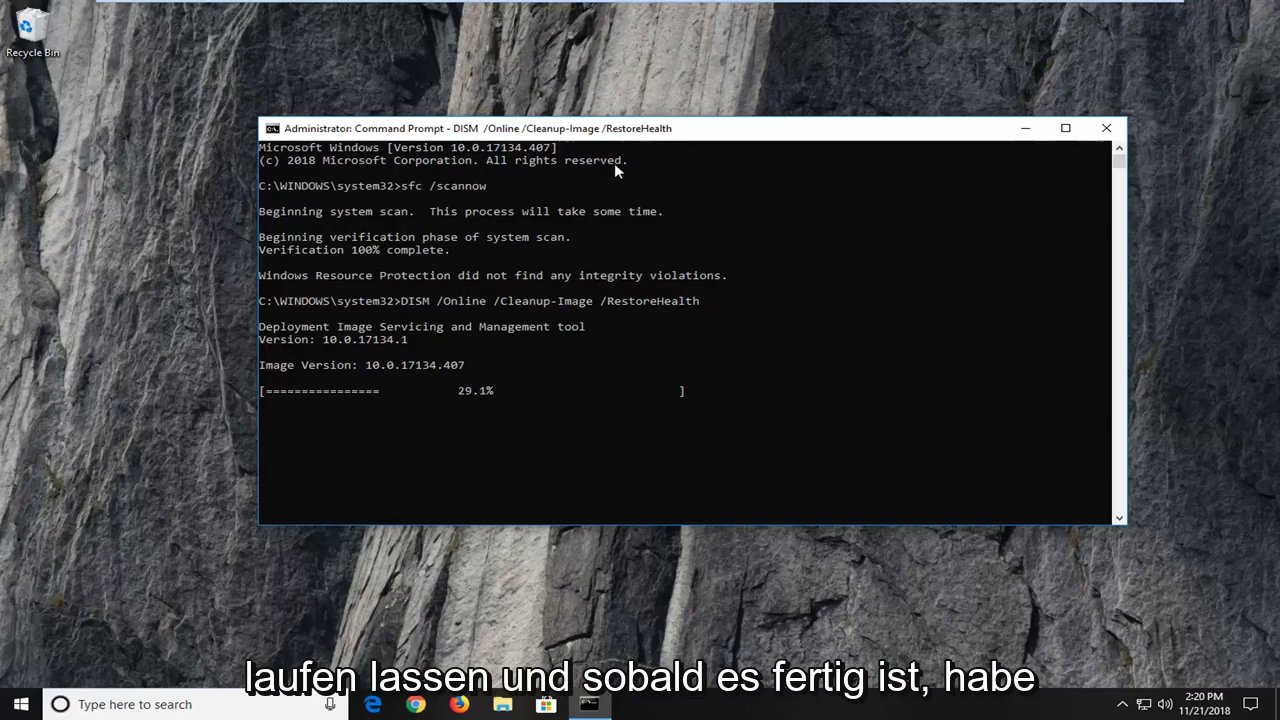 Recycle Bin
Administrator: Command Prompt - DISM /Online /Cleanup-Image /RestoreHealth
Microsoft Windows [Version 10.0.17134.407]
(c) 2018 Microsoft Corporation. All rights reserved.
C:\WINDOWS\system32>sfc /scannow
Beginning system scan.  This process will take some time.
Beginning verification phase of system scan.
Verification 100% complete.
Windows Resource Protection did not find any integrity violations.
C:\WINDOWS\system32>DISM /Online /Cleanup-Image /RestoreHealth
Deployment Image Servicing and Management tool
Version: 10.0.17134.1
Image Version: 10.0.17134.407
[================           29.1%                          ]
laufen lassen und sobald es fertig ist, habe
Type here to search
2:20 PM
11/21/2018